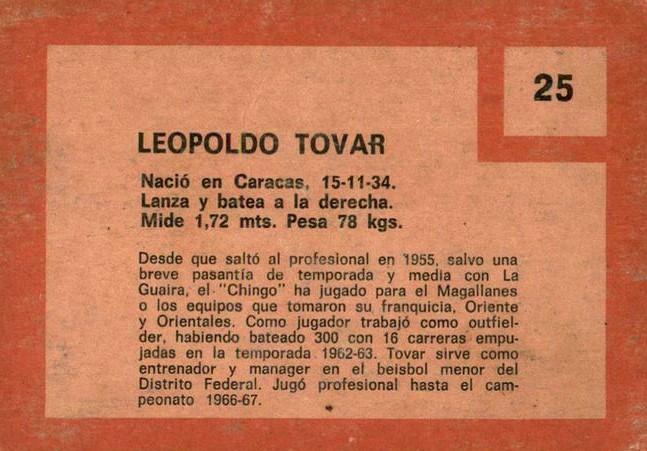 25
LEOPOLDO TOVAR
Nació en Caracas, 15-11-34.
Lanza y batea a la derecha.
Mide 1,72 mts. Pesa 78 kgs.
Desde que saltó al profesional en 1955, salvo una
breve pasantía de temporada y media con La
Guaira, el "Chingo" ha jugado para el Magallanes
o los equipos que tomaron su franquicia, Oriente
y Orientales. Como jugador trabajó como outfiel-
der, habiendo bateado 300 con 16 carreras empu-
jadas en la temporada 1962-63. Tovar sirve como
entrenador y manager en el beisbol menor del
Distrito Federal. Jugó profesional hasta el cam-
peonato 1966-67.